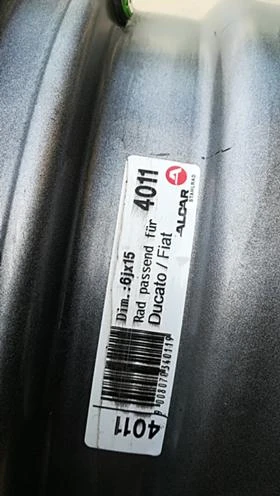 4011
ALCAR
STAHLRAD
Dim.:6jx15
Rad passend für
Ducato / Fiat
4011